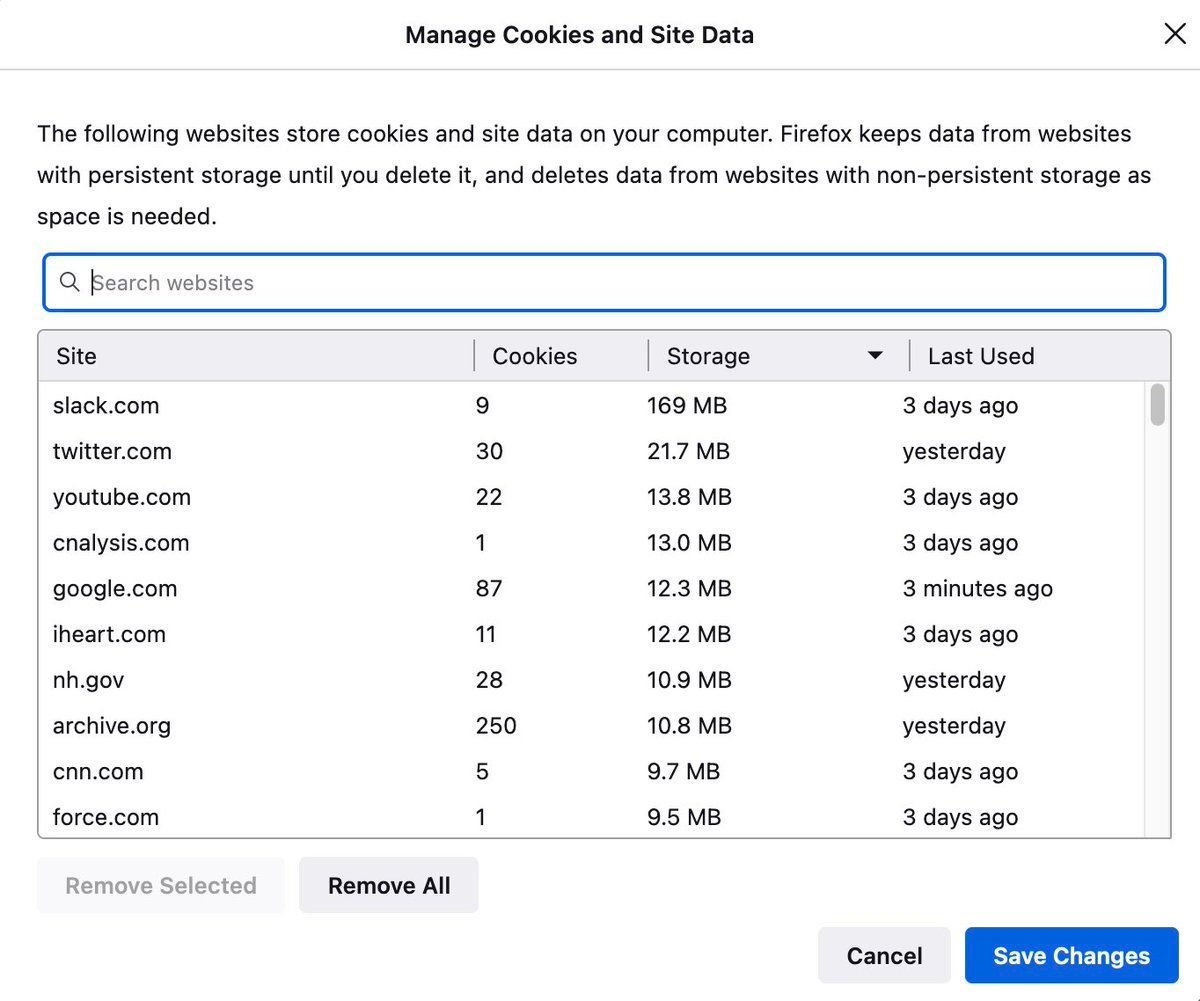 Manage Cookies and Site Data
The following websites store cookies and site data on your computer. Firefox keeps data from websites
with persistent storage until you delete it, and deletes data from websites with non-persistent storage as
space is needed.
Search websites
Site Cookies Storage Last Used
slack.com 9 169 MB 3 days ago
twitter.com 30 21.7 MB yesterday
youtube.com 22 13.8 MB 3 days ago
cnalysis.com 1 13.0 MB 3 days ago
google.com 87 12.3 MB 3 minutes ago
iheart.com 11 12.2 MB 3 days ago
nh.gov 28 10.9 MB yesterday
archive.org 250 10.8 MB yesterday
cnn.com 5 9.7 MB 3 days ago
force.com 1 9.5 MB 3 days ago
Remove Selected Remove All
Cancel Save Changes